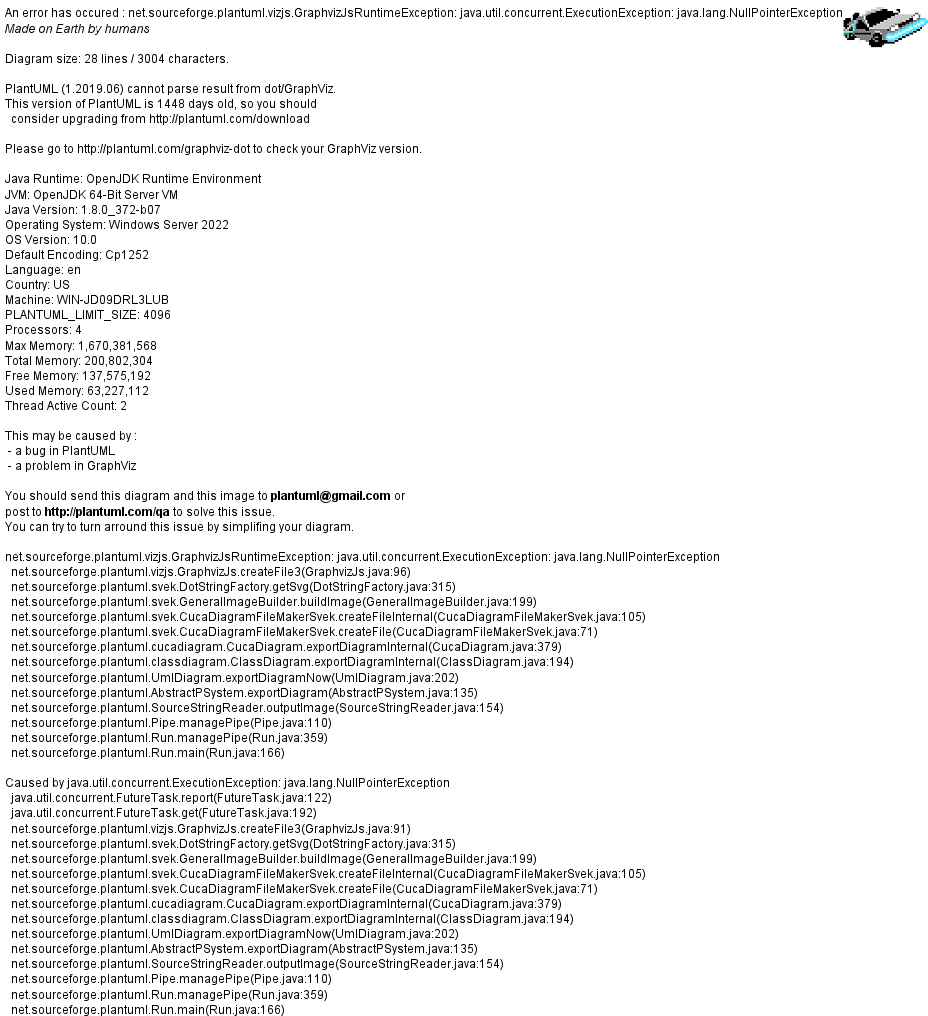 An error has occured : net.sourceforge.plantuml.vizjs.GraphvizJsRuntimeException: java.util.concurrent.ExecutionException: java.lang.NullPointerException
Made on Earth by humans
Diagram size: 28 lines / 3004 characters.
PlantUML (1.2019.06) cannot parse result from dot/GraphViz.
This version of PlantUML is 1448 days old, so you should
consider upgrading from http://plantuml.com/download
Please go to http://plantuml.com/graphviz-dot to check your GraphViz version.
Java Runtime: OpenJDK Runtime Environment
JVM: OpenJDK 64-Bit Server VM
Java Version: 1.8.0_372-b07
Operating System: Windows Server 2022
OS Version: 10.0
Default Encoding: Cp1252
Language: en
Country: US
Machine: WIN-JD09DRL3LUB
PLANTUML_LIMIT_SIZE: 4096
Processors: 4
Max Memory: 1,670,381,568
Total Memory: 200,802,304
Free Memory: 137,575,192
Used Memory: 63,227,112
Thread Active Count: 2
This may be caused by :
- a bug in PlantUML
- a problem in GraphViz
You should send this diagram and this image to plantuml@gmail.com or
post to http://plantuml.com/qa to solve this issue.
You can try to turn arround this issue by simplifing your diagram.
net.sourceforge.plantuml.vizjs.GraphvizJsRuntimeException: java.util.concurrent.ExecutionException: java.lang.NullPointerException
net.sourceforge.plantuml.vizjs.GraphvizJs.createFile3(GraphvizJs.java:96)
net.sourceforge.plantuml.svek.DotStringFactory.getSvg(DotStringFactory.java:315)
net.sourceforge.plantuml.svek.GeneralImageBuilder.buildImage(GeneralImageBuilder.java:199)
net.sourceforge.plantuml.svek.CucaDiagramFileMakerSvek.createFileInternal(CucaDiagramFileMakerSvek.java:105)
net.sourceforge.plantuml.svek.CucaDiagramFileMakerSvek.createFile(CucaDiagramFileMakerSvek.java:71)
net.sourceforge.plantuml.cucadiagram.CucaDiagram.exportDiagramInternal(CucaDiagram.java:379)
net.sourceforge.plantuml.classdiagram.ClassDiagram.exportDiagramInternal(ClassDiagram.java:194)
net.sourceforge.plantuml.UmlDiagram.exportDiagramNow(UmlDiagram.java:202)
net.sourceforge.plantuml.AbstractPSystem.exportDiagram(AbstractPSystem.java:135)
net.sourceforge.plantuml.SourceStringReader.outputImage(SourceStringReader.java:154)
net.sourceforge.plantuml.Pipe.managePipe(Pipe.java:110)
net.sourceforge.plantuml.Run.managePipe(Run.java:359)
net.sourceforge.plantuml.Run.main(Run.java:166)
Caused by java.util.concurrent.ExecutionException: java.lang.NullPointerException
java.util.concurrent.FutureTask.report(FutureTask.java:122)
java.util.concurrent.FutureTask.get(FutureTask.java:192)
net.sourceforge.plantuml.vizjs.GraphvizJs.createFile3(GraphvizJs.java:91)
net.sourceforge.plantuml.svek.DotStringFactory.getSvg(DotStringFactory.java:315)
net.sourceforge.plantuml.svek.GeneralImageBuilder.buildImage(GeneralImageBuilder.java:199)
net.sourceforge.plantuml.svek.CucaDiagramFileMakerSvek.createFileInternal(CucaDiagramFileMakerSvek.java:105)
net.sourceforge.plantuml.svek.CucaDiagramFileMakerSvek.createFile(CucaDiagramFileMakerSvek.java:71)
net.sourceforge.plantuml.cucadiagram.CucaDiagram.exportDiagramInternal(CucaDiagram.java:379)
net.sourceforge.plantuml.classdiagram.ClassDiagram.exportDiagramInternal(ClassDiagram.java:194)
net.sourceforge.plantuml.UmlDiagram.exportDiagramNow(UmlDiagram.java:202)
net.sourceforge.plantuml.AbstractPSystem.exportDiagram(AbstractPSystem.java:135)
net.sourceforge.plantuml.SourceStringReader.outputImage(SourceStringReader.java:154)
net.sourceforge.plantuml.Pipe.managePipe(Pipe.java:110)
net.sourceforge.plantuml.Run.managePipe(Run.java:359)
net.sourceforge.plantuml.Run.main(Run.java:166)